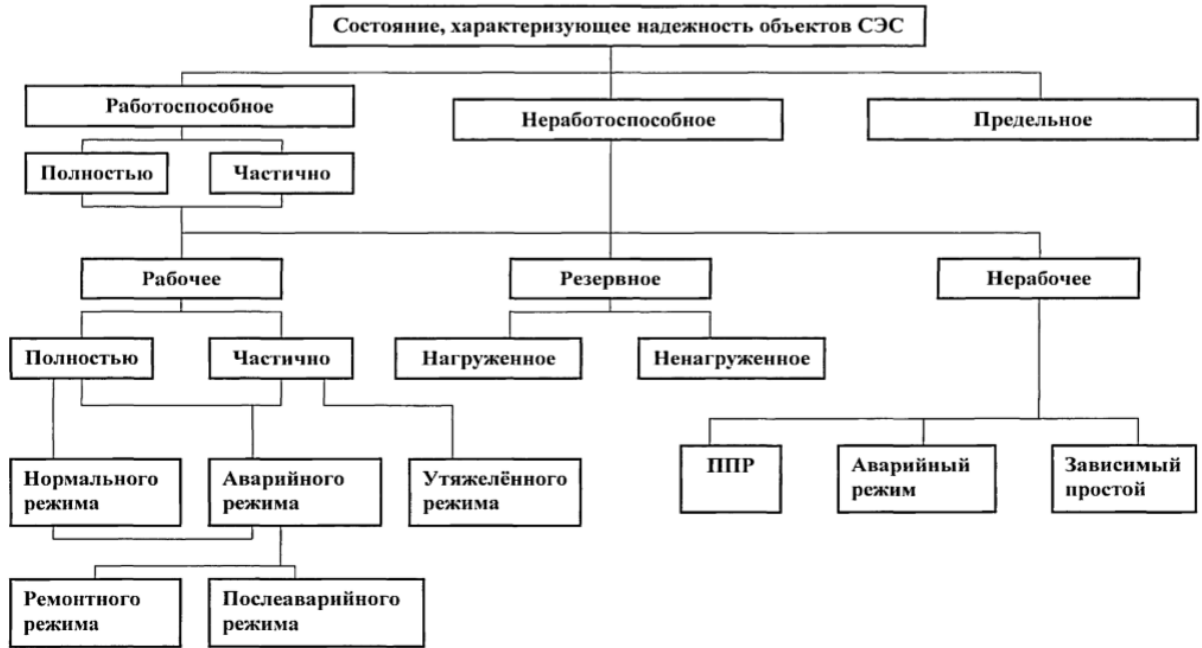 Состояние, характеризующее надежность объектов СЭС
Работоспособное
Неработоспособное
Предельное
Полностью
Частично
Рабочее
Резервное
Нерабочее
Полностью
Частично
Нагруженное
Ненагруженное
Нормального
режима
Аварийного
режима
Утяжелённого
режима
ППР
Аварийный
режим
Зависимый
простой
Ремонтного
режима
Послеаварийного
режима